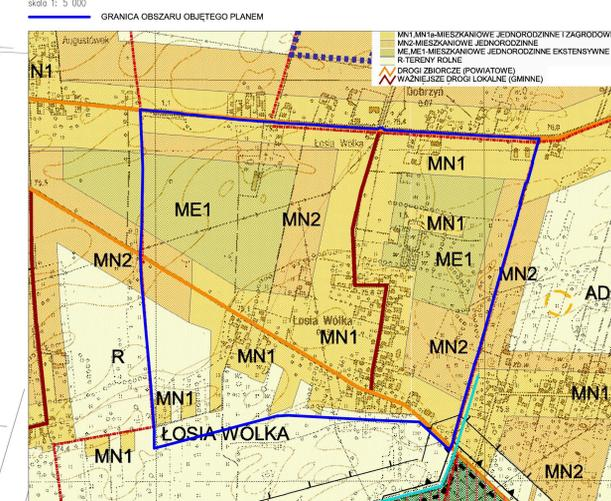 skala 1: 5 000
GRANICA OBSZARU OBJĘTEGO PLANEM
MN1,MN1a-MIESZKANIOWE JEDNORODZINNE I ZAGRODOW
MN2-MIESZKANIOWE JEDNORODZINNE
ME,ME1-MIESZKANIOWE JEDNORODZINNE EKSTENSYWNE
R-TERENY ROLNE
DROGI ZBIORCZE (POWIATOWE)
WAŻNIEJSZE DROGI LOKALNE (GMINNE)
Augustówek
N1
Dobrzyń
Łosia Wólka
MN1
ME1
MN2
MN1
ME1
MN2
MN2
AD
Łosia Wólka
MN1
MN2
R
MN1
MN1
MN1
ŁOSIA WOLKA
MN1
MN2